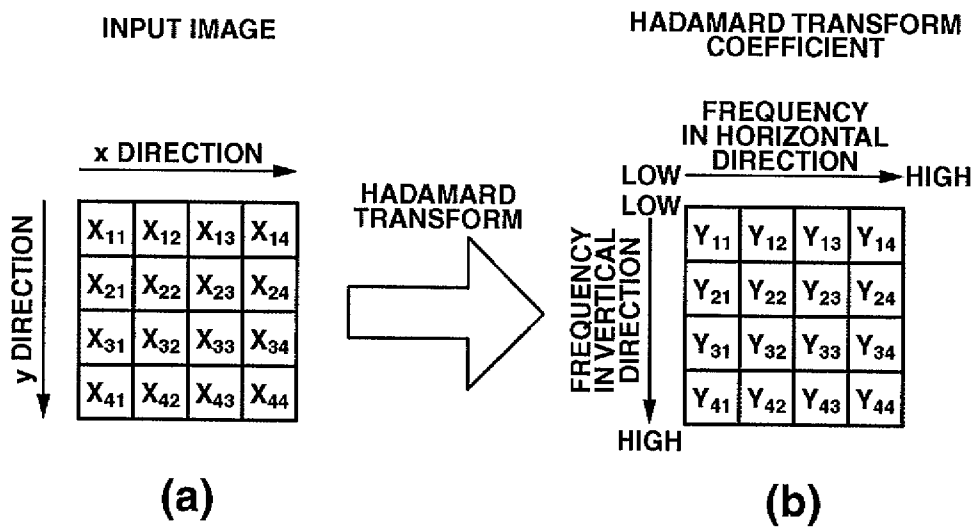 INPUT IMAGE
x DIRECTION
y DIRECTION
X11 X12 X13 X14
X21 X22 X23 X24
X31 X32 X33 X34
X41 X42 X43 X44
(a)
HADAMARD
TRANSFORM
HADAMARD TRANSFORM
COEFFICIENT
FREQUENCY
IN HORIZONTAL
DIRECTION
LOW
HIGH
LOW
FREQUENCY
IN VERTICAL
DIRECTION
HIGH
Y11 Y12 Y13 Y14
Y21 Y22 Y23 Y24
Y31 Y32 Y33 Y34
Y41 Y42 Y43 Y44
(b)